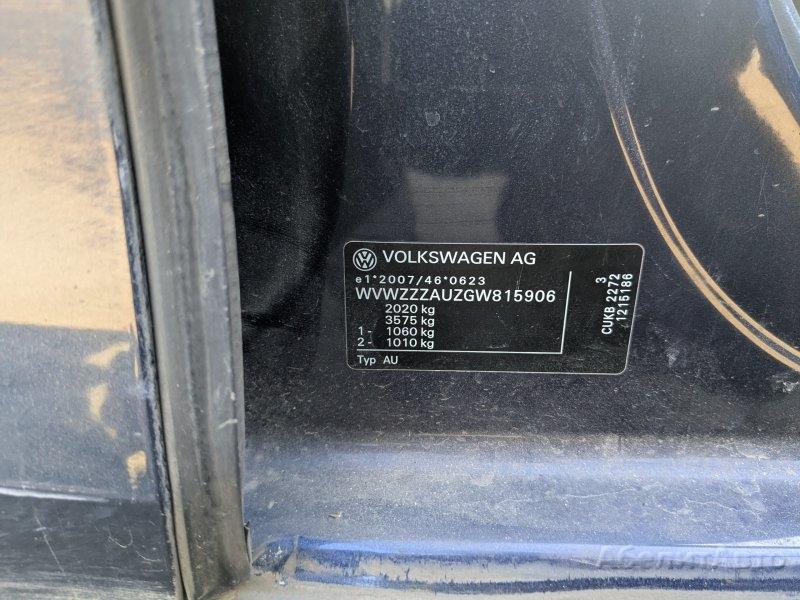 VOLKSWAGEN AG
e1*2007/46*0623
WVWZZZAUZGW815906
2020 kg
3575 kg
1- 1060 kg
2- 1010 kg
Typ AU
3
CUKB 2272
1215186